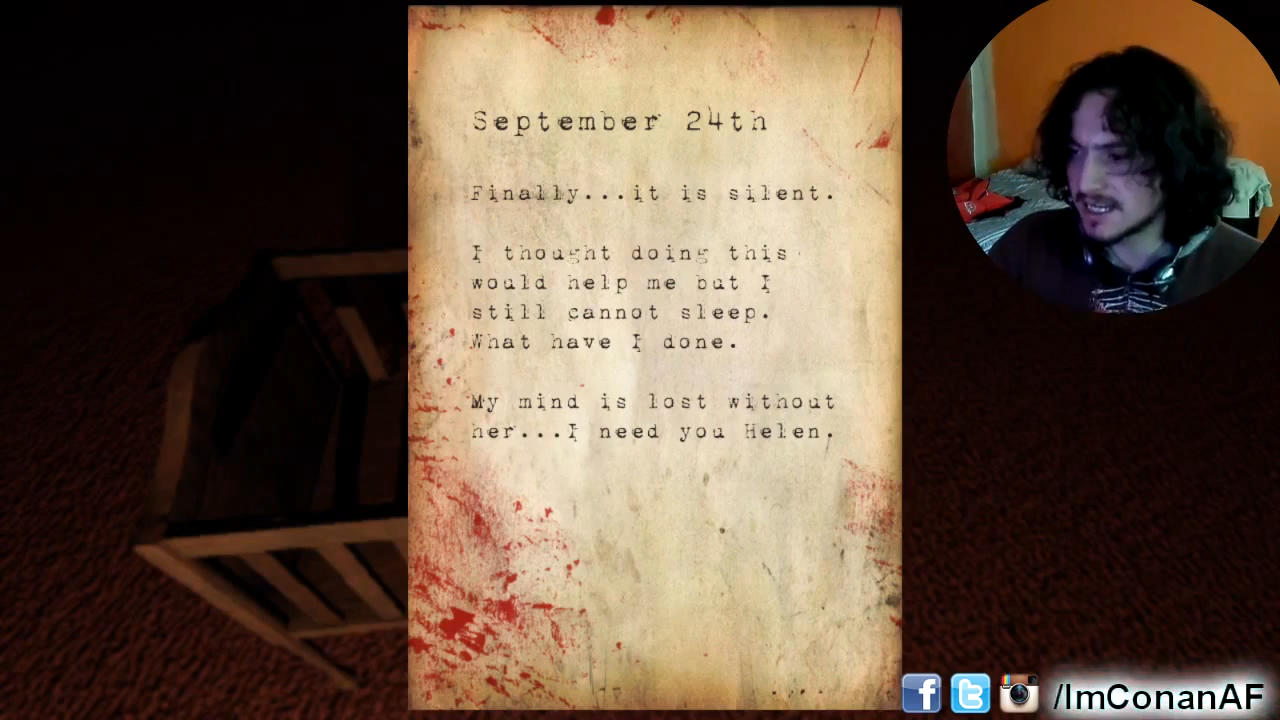 September 24th
Finally...it is silent.
I thought doing this
would help me but I
still cannot sleep.
What have I done.
My mind is lost without
her...I need you Helen.
/ImConanAF